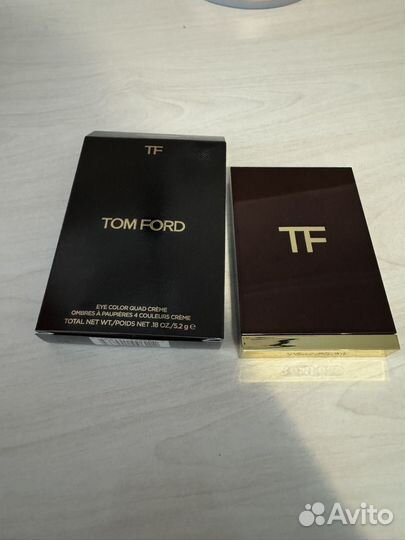 TF
TOM FORD
EYE COLOR QUAD CRÈME
OMBRES À PAUPIÈRES 4 COULEURS CRÈME
TOTAL NET WT./POIDS NET .18 OZ./5.2 g ℮
TF
Avito